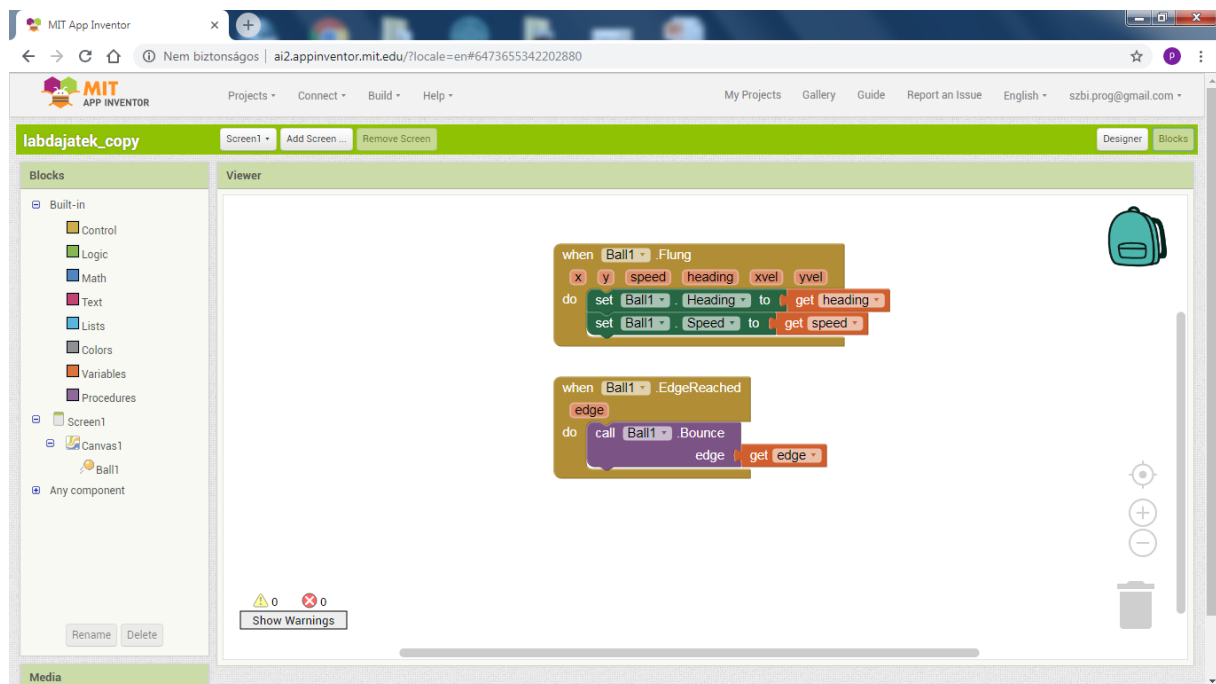 MIT App Inventor
Nem biztonságos | ai2.appinventor.mit.edu/?locale=en#6473655342202880
P
MIT
APP INVENTOR
Projects Connect Build Help
My Projects Gallery Guide Report an Issue English szbi.prog@gmail.com
labdajatek_copy
Screen1 Add Screen ... Remove Screen
Designer Blocks
Blocks
Viewer
Built-in
Control
Logic
Math
Text
Lists
Colors
Variables
Procedures
Screen1
Canvas1
Ball1
Any component
Rename Delete
Media
when Ball1 .Flung
x y speed heading xvel yvel
do set Ball1 . Heading to get heading
set Ball1 . Speed to get speed
when Ball1 .EdgeReached
edge
do call Ball1 .Bounce
edge get edge
0 0
Show Warnings